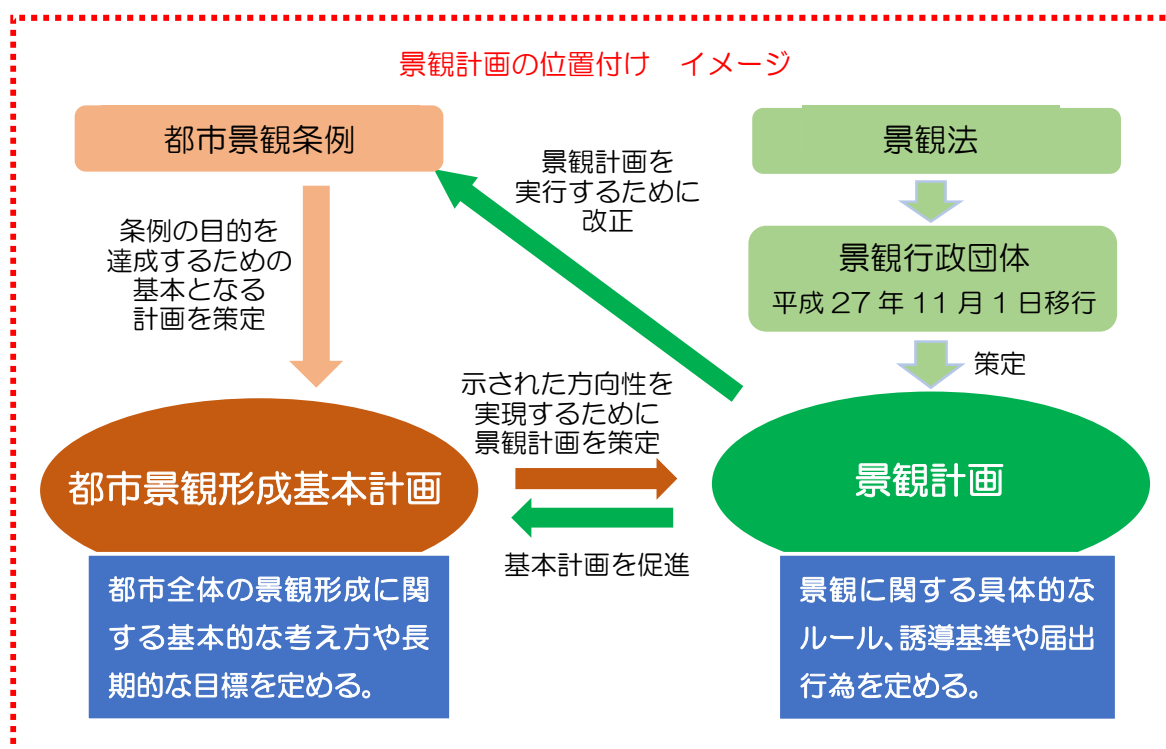 景観計画の位置付け　イメージ
都市景観条例
景観法
景観計画を
実行するために
改正
条例の目的を
達成するための
基本となる
計画を策定
景観行政団体
平成 27 年 11 月 1 日移行
策定
示された方向性を
実現するために
景観計画を策定
都市景観形成基本計画
景観計画
基本計画を促進
都市全体の景観形成に関
する基本的な考え方や長
期的な目標を定める。
景観に関する具体的な
ルール、誘導基準や届出
行為を定める。